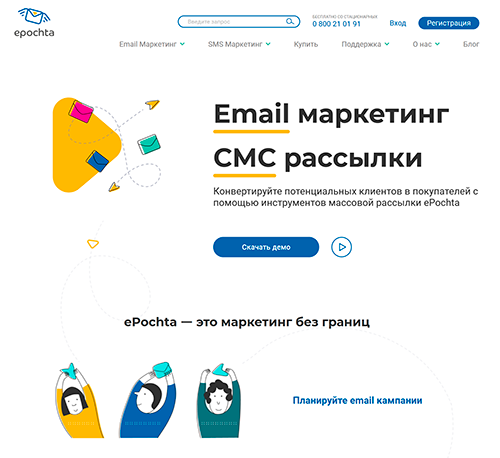 epochta
Введите запрос
БЕСПЛАТНО СО СТАЦИОНАРНЫХ
0 800 21 01 91
Вход
Регистрация
Email Маркетинг
SMS Маркетинг
Купить
Поддержка
О нас
Блог
Email маркетинг
СМС рассылки
Конвертируйте потенциальных клиентов в покупателей с
помощью инструментов массовой рассылки ePochta
Скачать демо
ePochta — это маркетинг без границ
Планируйте email кампании